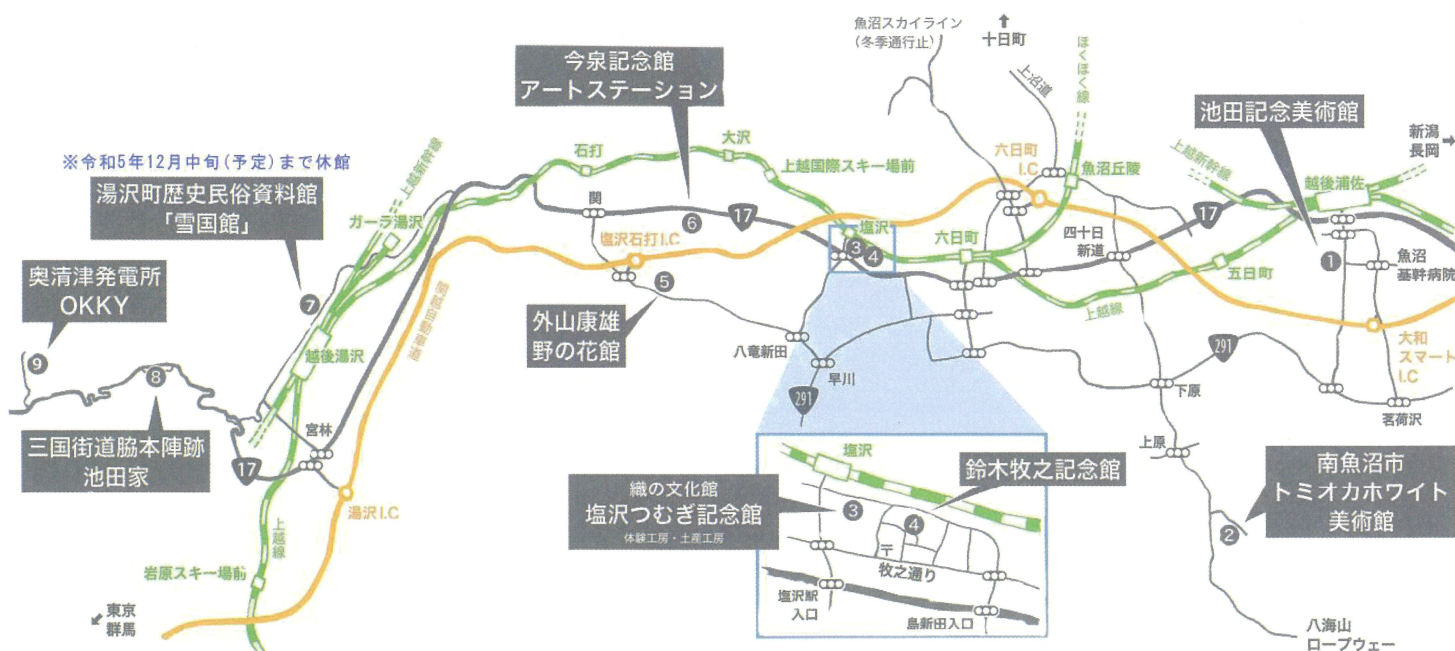 魚沼スカイライン
（冬季通行止）
十日町
上沼道
ほくほく線
今泉記念館
アートステーション
池田記念美術館
新潟
長岡
※令和5年12月中旬(予定)まで休館
湯沢町歴史民俗資料館
「雪国館」
上越新幹線
ガーラ湯沢
石打
大沢
上越国際スキー場前
六日町
I.C
魚沼丘陵
上越新幹線
越後浦佐
関
6
17
塩沢
3
4
塩沢石打I.C
六日町
四十日
新道
17
五日町
1
魚沼
基幹病院
奥清津発電所
OKKY
7
関越自動車道
5
外山康雄
野の花館
上越線
大和
スマート
I.C
9
8
越後湯沢
八竜新田
早川
291
291
下原
茗荷沢
三国街道脇本陣跡
池田家
17
宮林
湯沢I.C
上原
南魚沼市
トミオカホワイト
美術館
2
塩沢
鈴木牧之記念館
織の文化館
塩沢つむぎ記念館
体験工房・土産工房
3
4
〒
牧之通り
塩沢駅
入口
島新田入口
上越線
岩原スキー場前
東京
群馬
八海山
ロープウェー